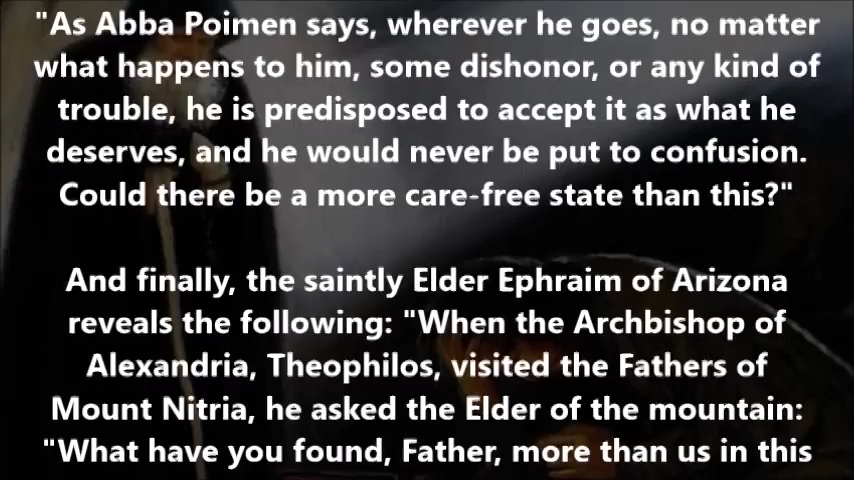 "As Abba Poimen says, wherever he goes, no matter
what happens to him, some dishonor, or any kind of
trouble, he is predisposed to accept it as what he
deserves, and he would never be put to confusion.
Could there be a more care-free state than this?"
And finally, the saintly Elder Ephraim of Arizona
reveals the following: "When the Archbishop of
Alexandria, Theophilos, visited the Fathers of
Mount Nitria, he asked the Elder of the mountain:
"What have you found, Father, more than us in this